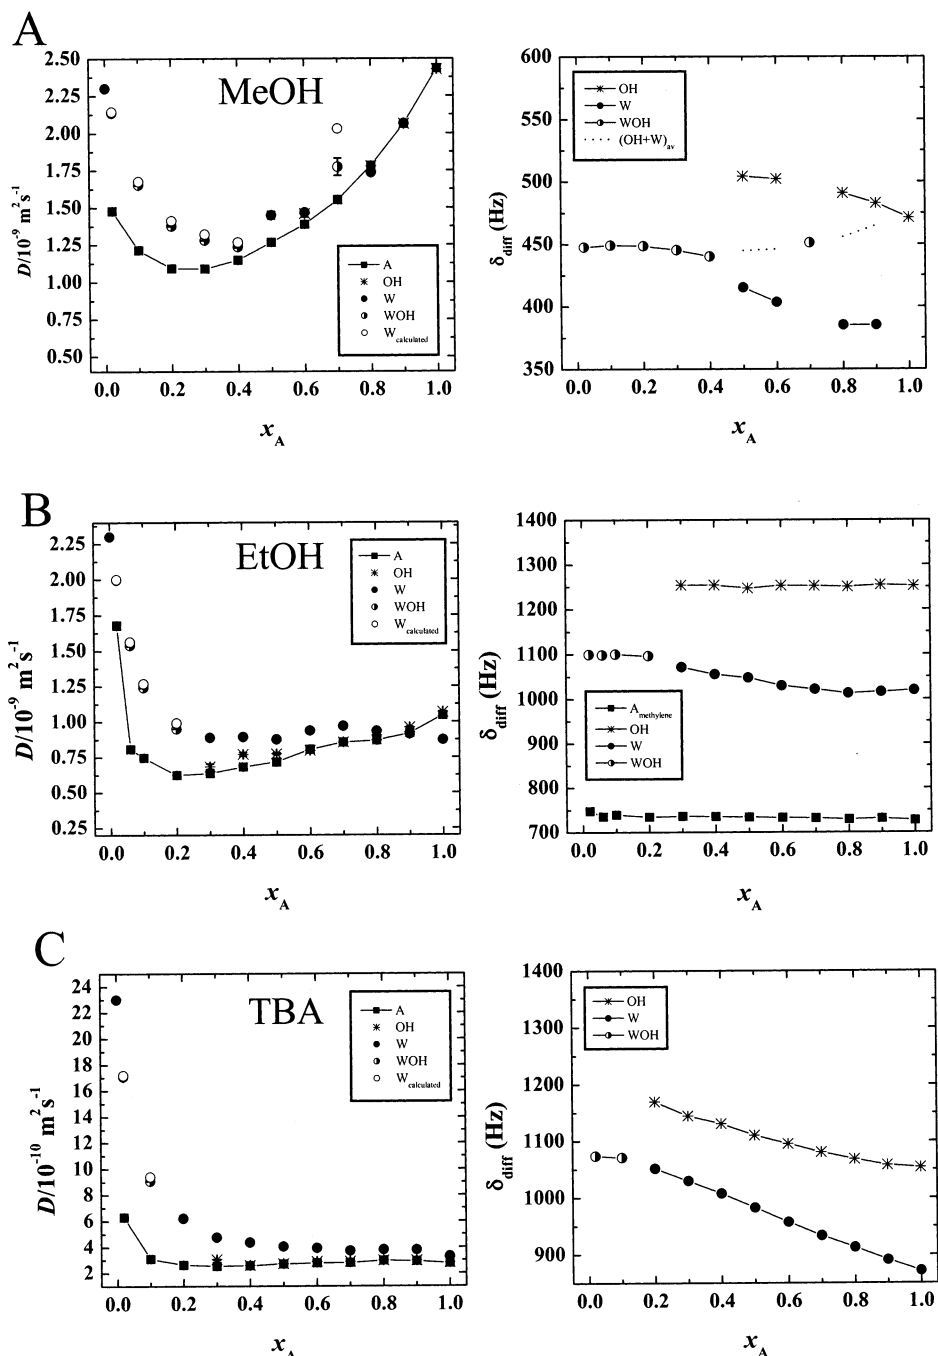 A
MeOH
2.50
2.25
2.00
1.75
1.50
1.25
1.00
0.75
0.50
D/10⁻⁹ m²s⁻¹
A
OH
W
WOH
W_calculated
0.0 0.2 0.4 0.6 0.8 1.0
x_A
600
550
500
450
400
350
δ_diff (Hz)
OH
W
WOH
(OH+W)_av
0.0 0.2 0.4 0.6 0.8 1.0
x_A
B
EtOH
2.25
2.00
1.75
1.50
1.25
1.00
0.75
0.50
0.25
D/10⁻⁹ m²s⁻¹
A
OH
W
WOH
W_calculated
0.0 0.2 0.4 0.6 0.8 1.0
x_A
1400
1300
1200
1100
1000
900
800
700
δ_diff (Hz)
A_methylene
OH
W
WOH
0.0 0.2 0.4 0.6 0.8 1.0
x_A
C
TBA
24
22
20
18
16
14
12
10
8
6
4
2
D/10⁻¹⁰ m²s⁻¹
A
OH
W
WOH
W_calculated
0.0 0.2 0.4 0.6 0.8 1.0
x_A
1400
1300
1200
1100
1000
900
δ_diff (Hz)
OH
W
WOH
0.0 0.2 0.4 0.6 0.8 1.0
x_A